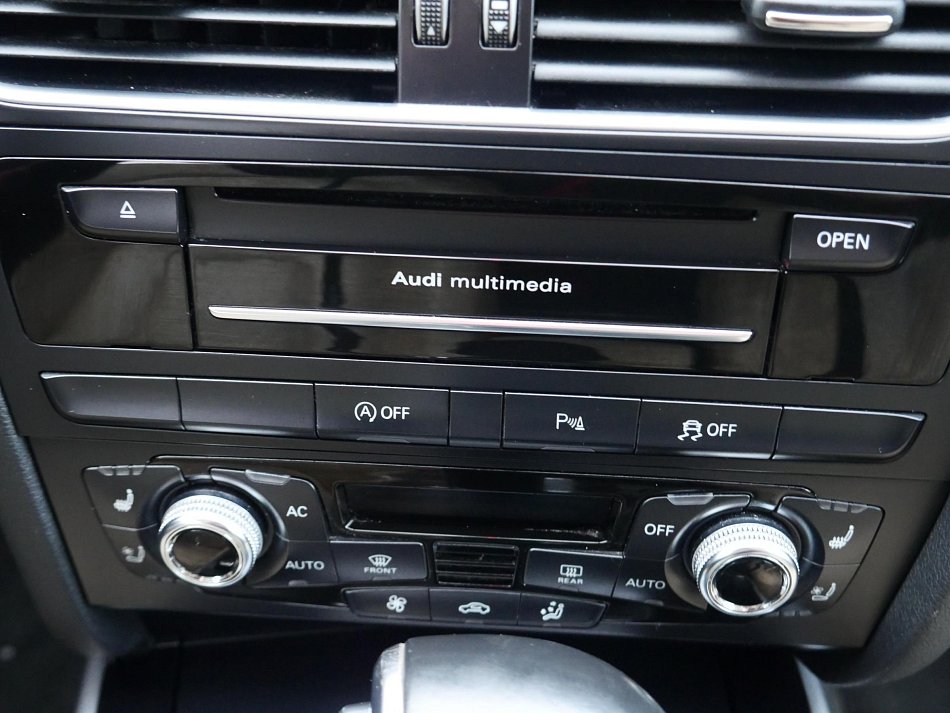 OPEN
Audi multimedia
A OFF
P
OFF
AC
OFF
AUTO
FRONT
REAR
AUTO